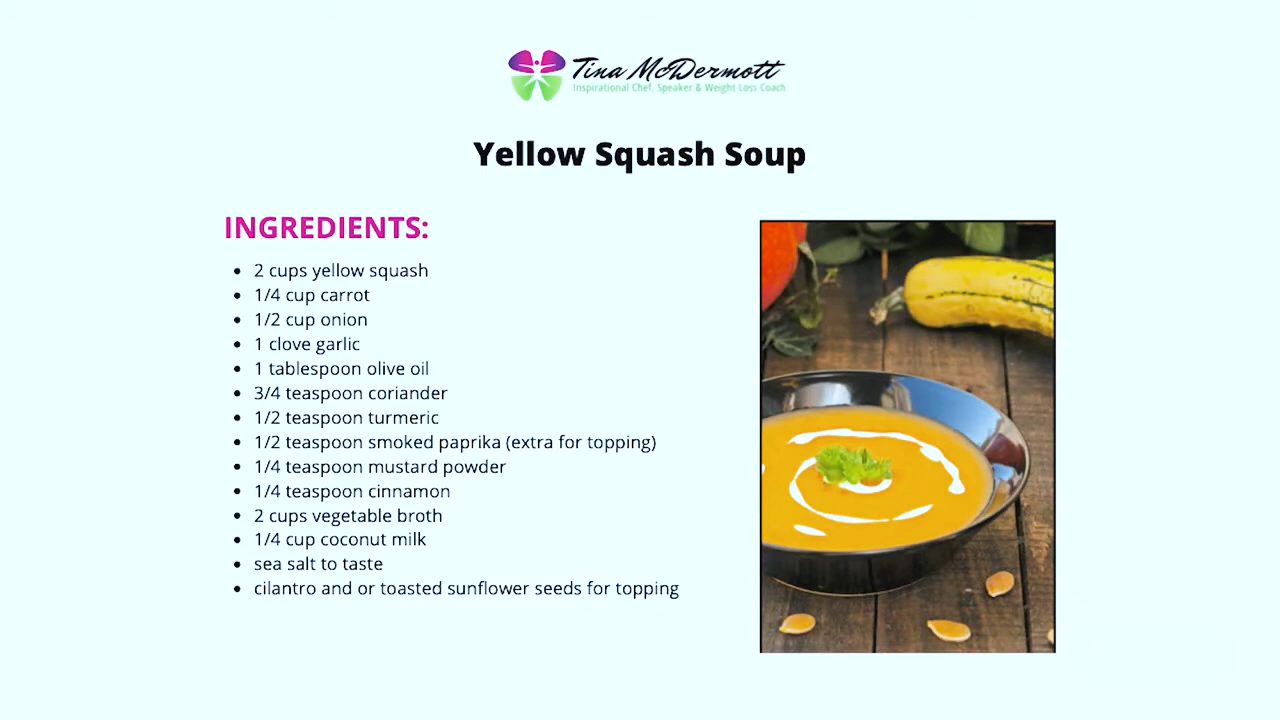 Tina McDermott
Inspirational Chef, Speaker & Weight Loss Coach
Yellow Squash Soup
INGREDIENTS:
• 2 cups yellow squash
• 1/4 cup carrot
• 1/2 cup onion
• 1 clove garlic
• 1 tablespoon olive oil
• 3/4 teaspoon coriander
• 1/2 teaspoon turmeric
• 1/2 teaspoon smoked paprika (extra for topping)
• 1/4 teaspoon mustard powder
• 1/4 teaspoon cinnamon
• 2 cups vegetable broth
• 1/4 cup coconut milk
• sea salt to taste
• cilantro and or toasted sunflower seeds for topping